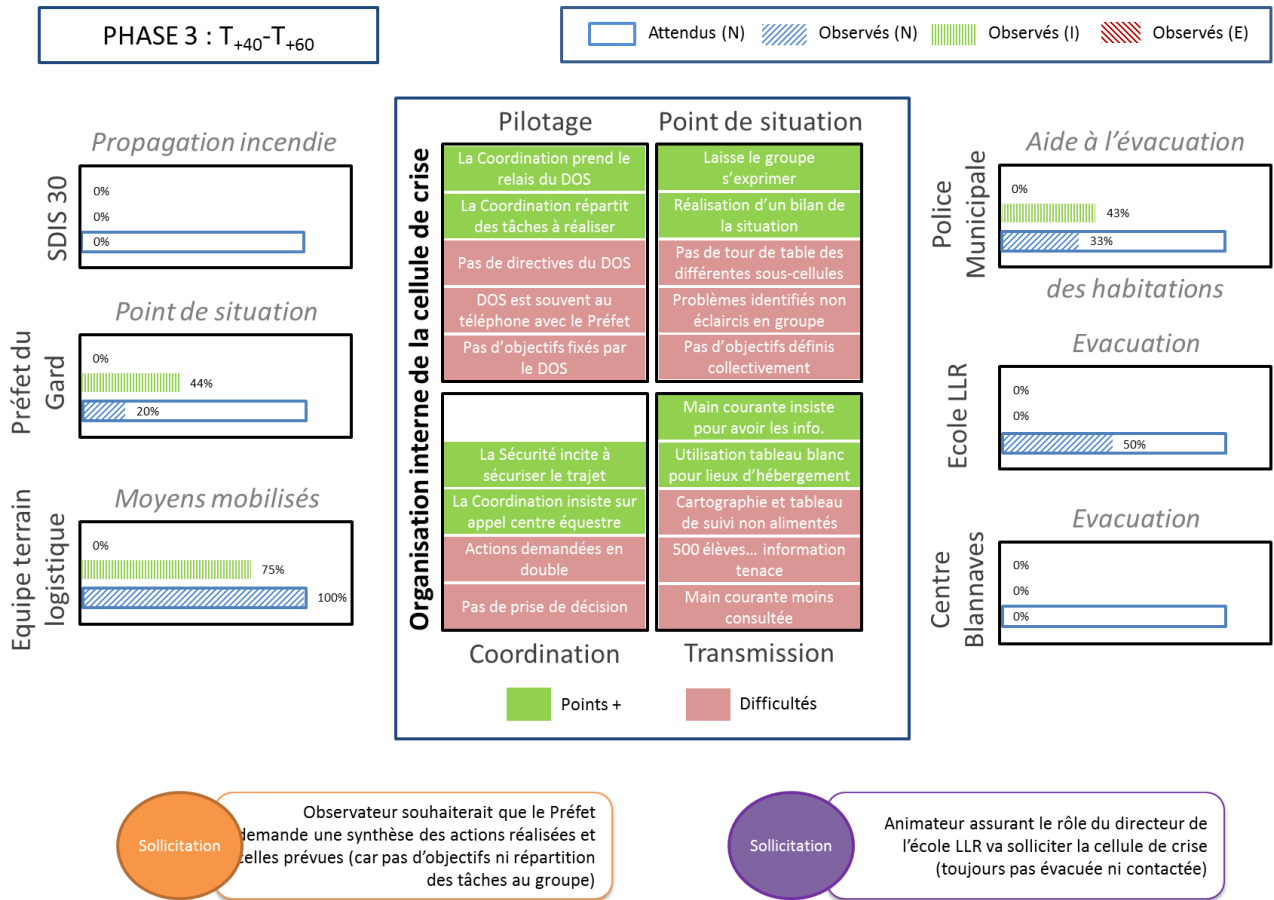 PHASE 3 : T+40-T+60
Attendus (N)
Observés (N)
Observés (I)
Observés (E)
Propagation incendie
SDIS 30
0%
0%
0%
Point de situation
Préfet du
Gard
0%
44%
20%
Moyens mobilisés
Equipe terrain
logistique
0%
75%
100%
Organisation interne de la cellule de crise
Pilotage
La Coordination prend le
relais du DOS
La Coordination répartit
des tâches à réaliser
Pas de directives du DOS
DOS est souvent au
téléphone avec le Préfet
Pas d'objectifs fixés par
le DOS
Point de situation
Laisse le groupe
s'exprimer
Réalisation d'un bilan de
la situation
Pas de tour de table des
différentes sous-cellules
Problèmes identifiés non
éclaircis en groupe
Pas d'objectifs définis
collectivement
La Sécurité incite à
sécuriser le trajet
La Coordination insiste sur
appel centre équestre
Actions demandées en
double
Pas de prise de décision
Coordination
Main courante insiste
pour avoir les info.
Utilisation tableau blanc
pour lieux d'hébergement
Cartographie et tableau
de suivi non alimentés
500 élèves... information
tenace
Main courante moins
consultée
Transmission
Points +
Difficultés
Aide à l'évacuation
Police
Municipale
0%
43%
33%
des habitations
Evacuation
Ecole LLR
0%
0%
50%
Evacuation
Centre
Blannaves
0%
0%
0%
Sollicitation
Observateur souhaiterait que le Préfet
demande une synthèse des actions réalisées et
celles prévues (car pas d'objectifs ni répartition
des tâches au groupe)
Sollicitation
Animateur assurant le rôle du directeur de
l'école LLR va solliciter la cellule de crise
(toujours pas évacuée ni contactée)